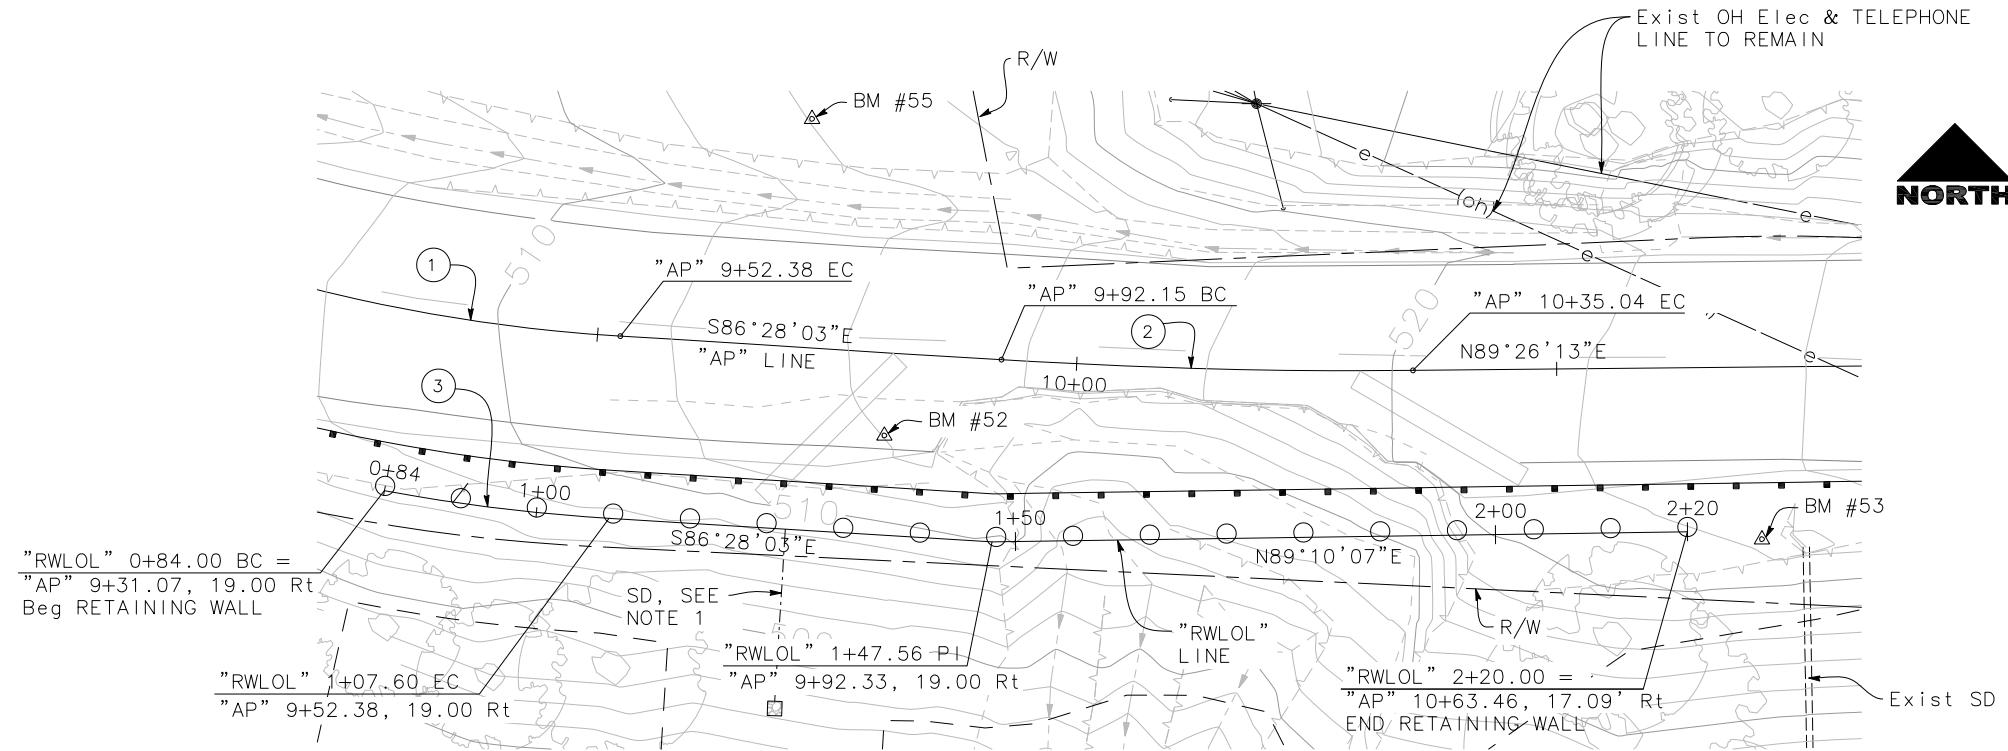 Exist OH Elec & TELEPHONE
LINE TO REMAIN
R/W
BM #55
NORTH
e
(oh)
e
510
1
"AP" 9+52.38 EC
e
"AP" 9+92.15 BC
"AP" 10+35.04 EC
520
S86°28'03"E
2
"AP" LINE
N89°26'13"E
e
3
10+00
BM #52
0+84
1+00
510
1+50
2+00
2+20
BM #53
S86°28'03"E
N89°10'07"E
"RWLOL" 0+84.00 BC =
"AP" 9+31.07, 19.00 Rt
Beg RETAINING WALL
SD, SEE
NOTE 1
R/W
"RWLOL"
LINE
"RWLOL" 1+47.56 PI
"AP" 9+92.33, 19.00 Rt
"RWLOL" 1+07.60 EC
"AP" 9+52.38, 19.00 Rt
"RWLOL" 2+20.00 =
"AP" 10+63.46, 17.09' Rt
END RETAINING WALL
Exist SD